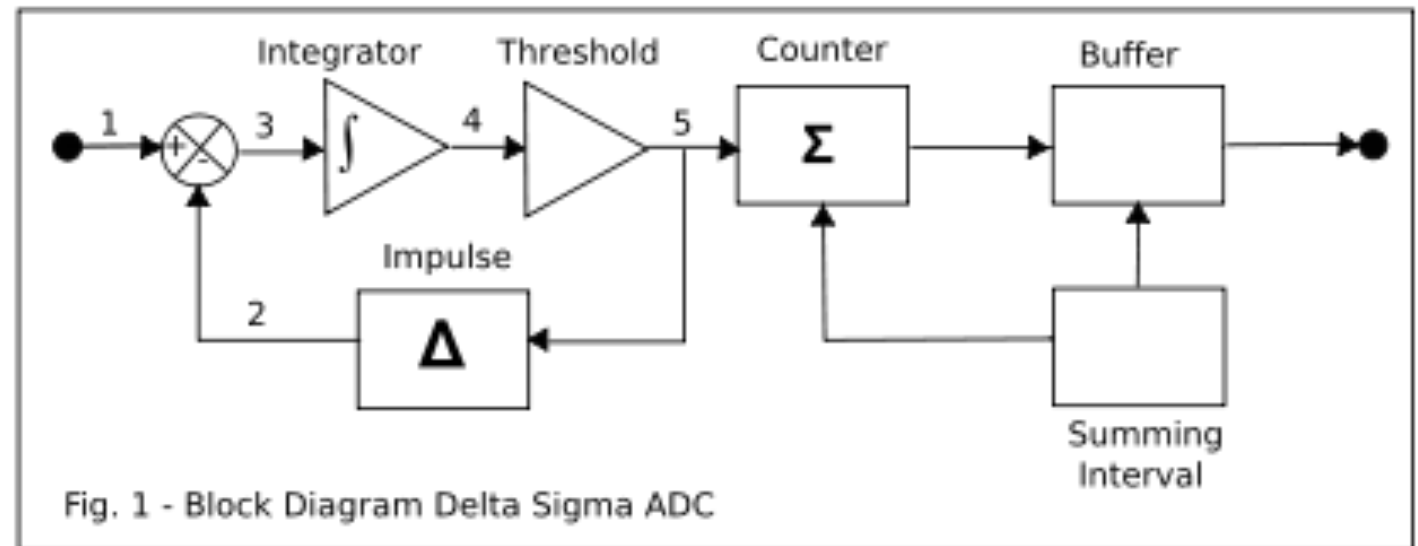 Integrator Threshold Counter Buffer
1 + - 3 ∫ 4 5 Σ
Impulse
2 Δ
Summing
Interval
Fig. 1 - Block Diagram Delta Sigma ADC